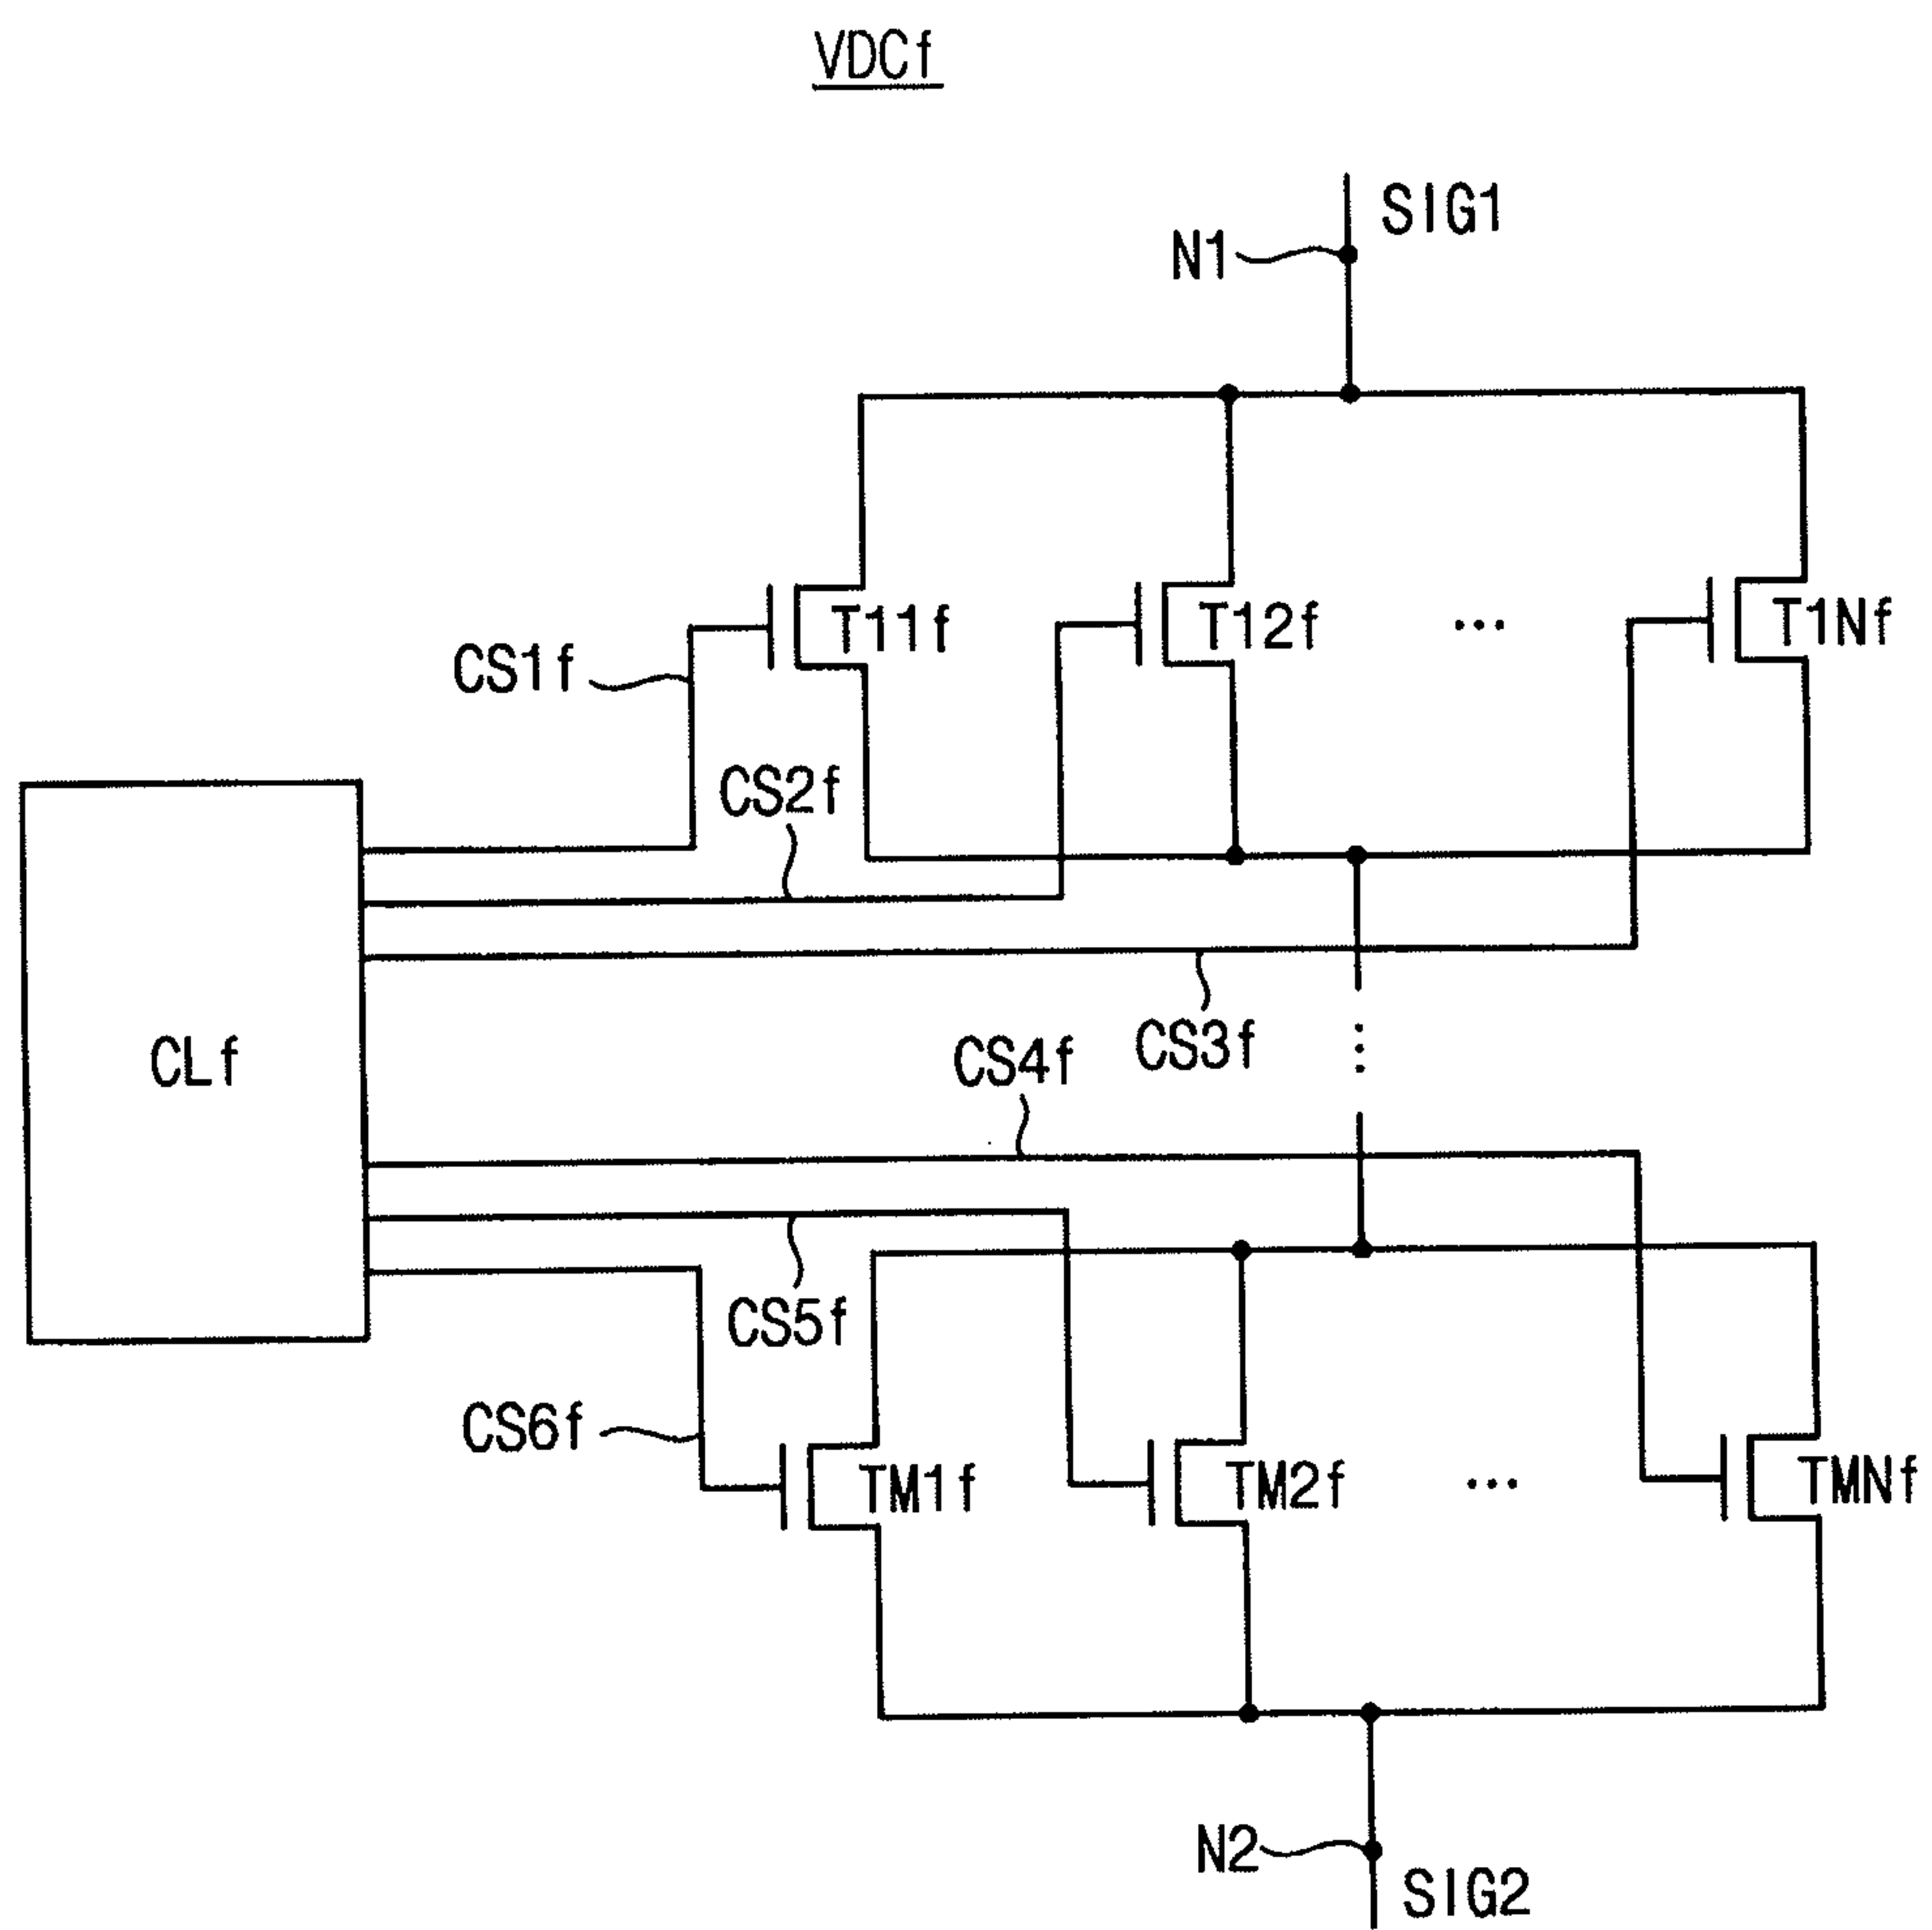 VDCf
SIG1
N1
T11f
T12f
...
T1Nf
CS1f
CS2f
CS3f
CLf
CS4f
CS5f
CS6f
TM1f
TM2f
...
TMNf
N2
SIG2